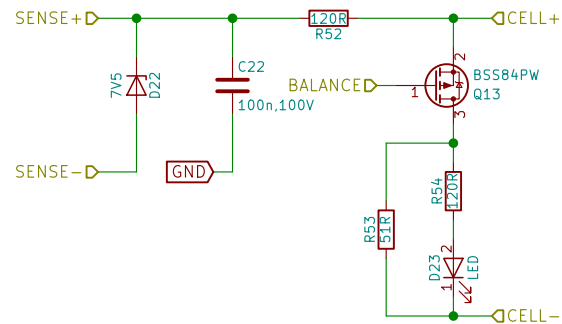 SENSE+
120R
R52
CELL+
7V5
D22
C22
100n,100V
BALANCE
1
2
BSS84PW
Q13
3
SENSE-
GND
R54
120R
R53
51R
2
D23
LED
1
CELL-